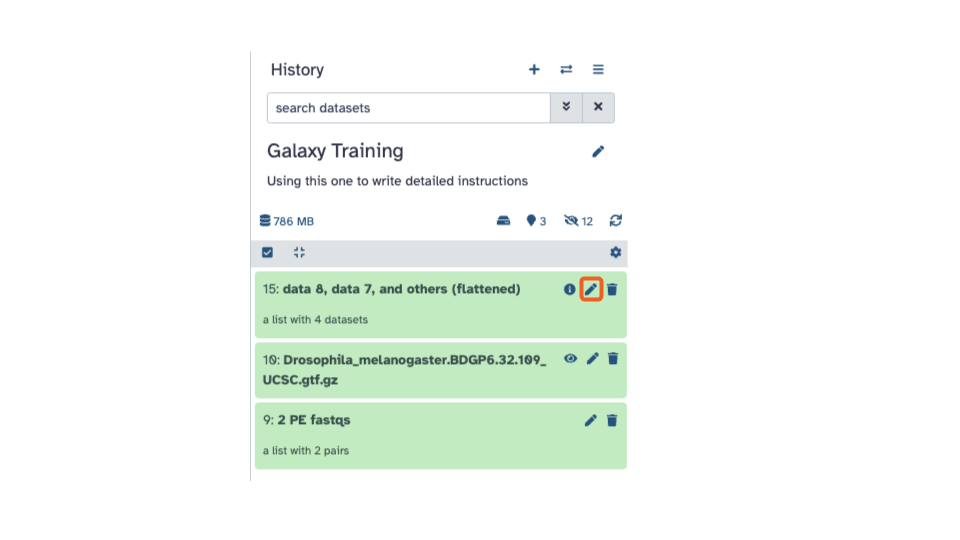 History
search datasets
Galaxy Training
Using this one to write detailed instructions
786 MB 3 12
15: data 8, data 7, and others (flattened)
a list with 4 datasets
10: Drosophila_melanogaster.BDGP6.32.109_
UCSC.gtf.gz
9: 2 PE fastqs
a list with 2 pairs